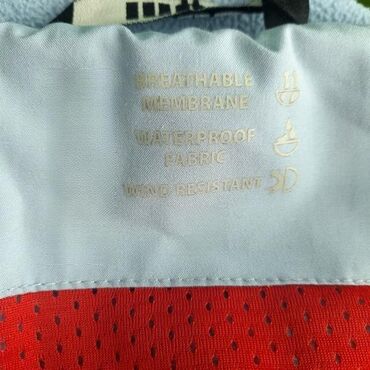 BREATHABLE
MEMBRANE
WATERPROOF
FABRIC
WIND RESISTANT